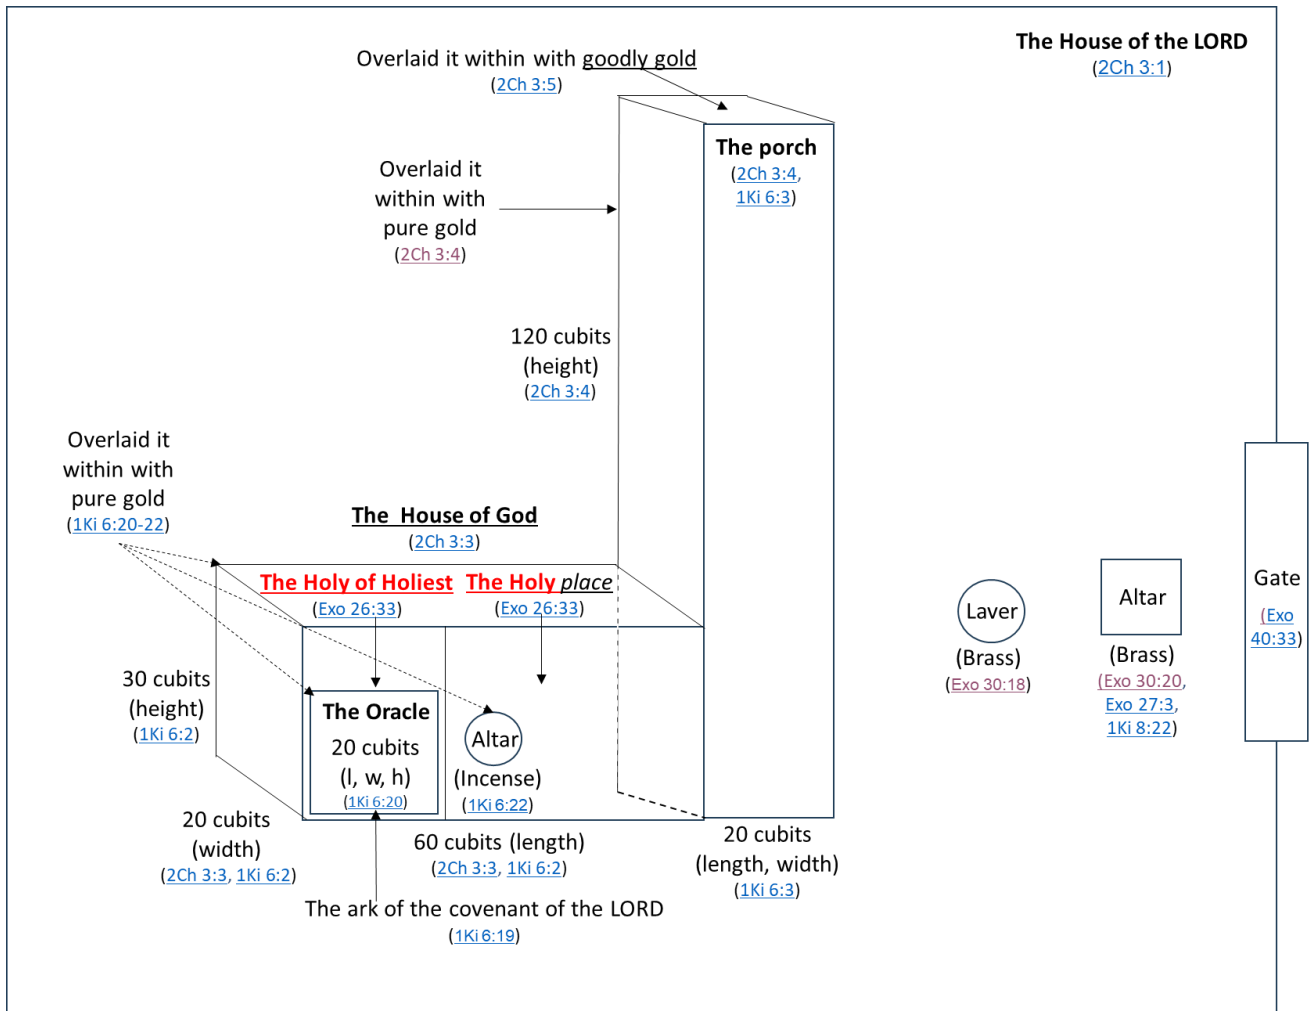 The House of the LORD
(2Ch 3:1)
Overlaid it within with goodly gold
(2Ch 3:5)
The porch
(2Ch 3:4,
1Ki 6:3)
Overlaid it
within with
pure gold
(2Ch 3:4)
120 cubits
(height)
(2Ch 3:4)
Overlaid it
within with
pure gold
(1Ki 6:20-22)
The House of God
(2Ch 3:3)
The Holy of Holiest
(Exo 26:33)
The Holy place
(Exo 26:33)
30 cubits
(height)
(1Ki 6:2)
The Oracle
20 cubits
(l, w, h)
(1Ki 6:20)
Altar
(Incense)
(1Ki 6:22)
20 cubits
(width)
(2Ch 3:3, 1Ki 6:2)
60 cubits (length)
(2Ch 3:3, 1Ki 6:2)
20 cubits
(length, width)
(1Ki 6:3)
The ark of the covenant of the LORD
(1Ki 6:19)
Laver
(Brass)
(Exo 30:18)
Altar
(Brass)
(Exo 30:20,
Exo 27:3,
1Ki 8:22)
Gate
(Exo
40:33)